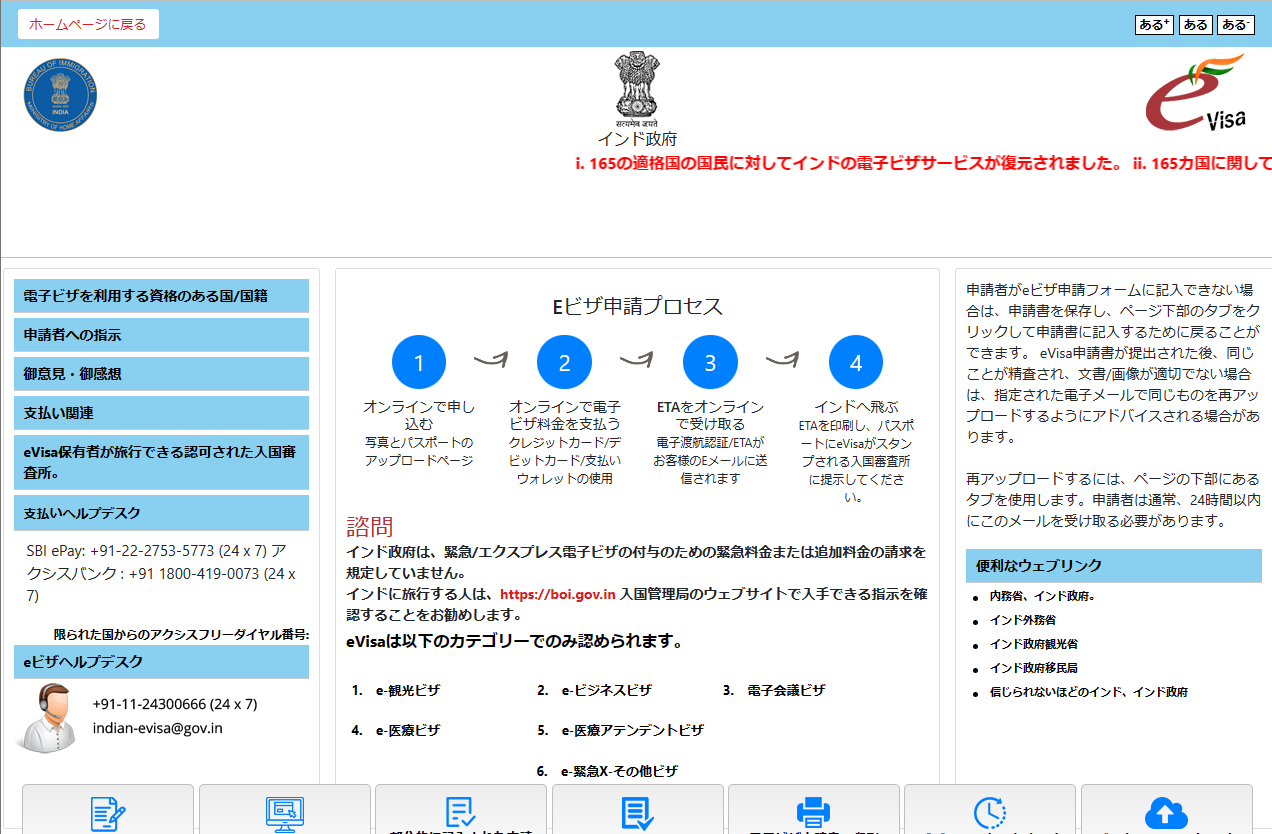 ホームページに戻る
ある+ ある ある-
BUREAU OF IMMIGRATION
INDIA
MINISTRY OF HOME AFFAIRS
सत्यमेव जयते
インド政府
e Visa
i. 165の適格国の国民に対してインドの電子ビザサービスが復元されました。 ii. 165カ国に関して
電子ビザを利用する資格のある国/国籍
申請者への指示
御意見・御感想
支払い関連
eVisa保有者が旅行できる認可された入国審
査所。
支払いヘルプデスク
SBI ePay: +91-22-2753-5773 (24 x 7) ア
クシスバンク : +91 1800-419-0073 (24 x
7)
限られた国からのアクシスフリーダイヤル番号:
eビザヘルプデスク
+91-11-24300666 (24 x 7)
indian-evisa@gov.in
Eビザ申請プロセス
1
2
3
4
オンラインで申し
込む
写真とパスポートの
アップロードページ
オンラインで電子
ビザ料金を支払う
クレジットカード/デ
ビットカード/支払い
ウォレットの使用
ETAをオンライン
で受け取る
電子渡航認証/ETAが
お客様のEメールに送
信されます
インドへ飛ぶ
ETAを印刷し、パスポ
ートにeVisaがスタン
プされる入国審査所
に提示してくださ
い。
諮問
インド政府は、緊急/エクスプレス電子ビザの付与のための緊急料金または追加料金の請求を
規定していません。
インドに旅行する人は、https://boi.gov.in 入国管理局のウェブサイトで入手できる指示を確
認することをお勧めします。
eVisaは以下のカテゴリーでのみ認められます。
1. e-観光ビザ
2. e-ビジネスビザ
3. 電子会議ビザ
4. e-医療ビザ
5. e-医療アテンデントビザ
6. e-緊急X-その他ビザ
申請者がeビザ申請フォームに記入できない場
合は、申請書を保存し、ページ下部のタブをク
リックして申請書に記入するために戻ることが
できます。 eVisa申請書が提出された後、同じ
ことが精査され、文書/画像が適切でない場合
は、指定された電子メールで同じものを再アッ
プロードするようにアドバイスされる場合があ
ります。
再アップロードするには、ページの下部にある
タブを使用します。申請者は通常、24時間以内
にこのメールを受け取る必要があります。
便利なウェブリンク
内務省、インド政府。
インド外務省
インド政府観光省
インド政府移民局
信じられないほどのインド、インド政府